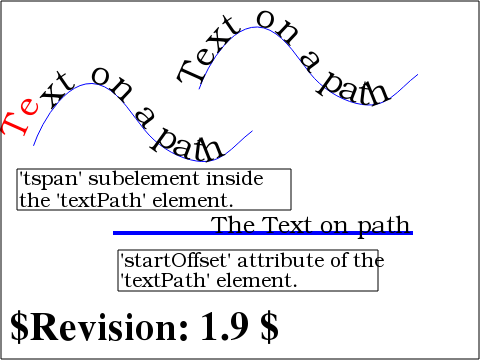 Text on a path
Text on a path
'tspan' subelement inside
the 'textPath' element.
The Text on path
'startOffset' attribute of the
'textPath' element.
$Revision: 1.9 $